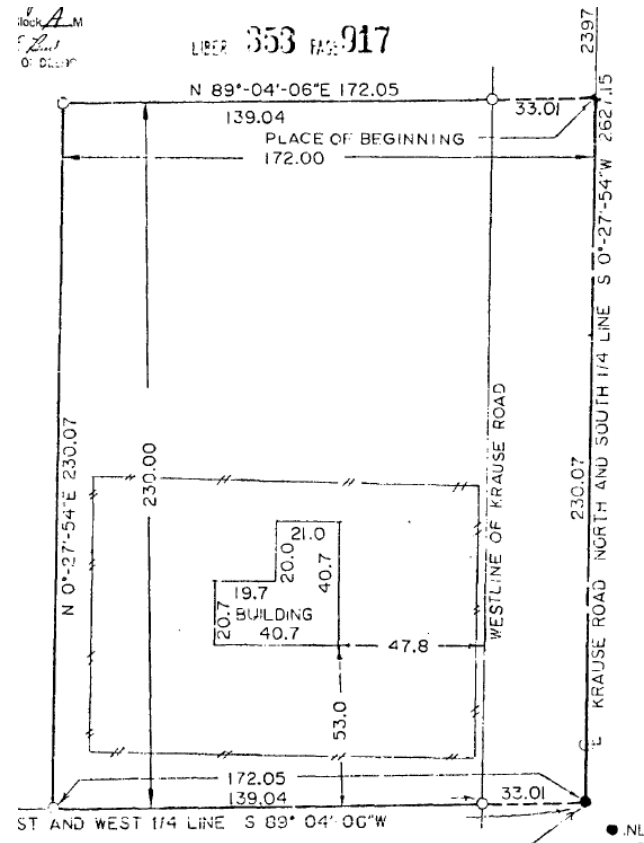 Block A M
LIBER 353 PAGE 917
2397
N 89°-04'-06"E 172.05
139.04
33.01
PLACE OF BEGINNING
172.00
S 0°-27'-54"W 2627.15
NORTH AND SOUTH 1/4 LINE
KRAUSE ROAD
230.07
WESTLINE OF KRAUSE ROAD
N 0°-27'-54"E 230.07
230.00
21.0
20.0
40.7
19.7
BUILDING
20.7
40.7
47.8
53.0
172.05
139.04
33.01
ST AND WEST 1/4 LINE S 89° 04'-06"W